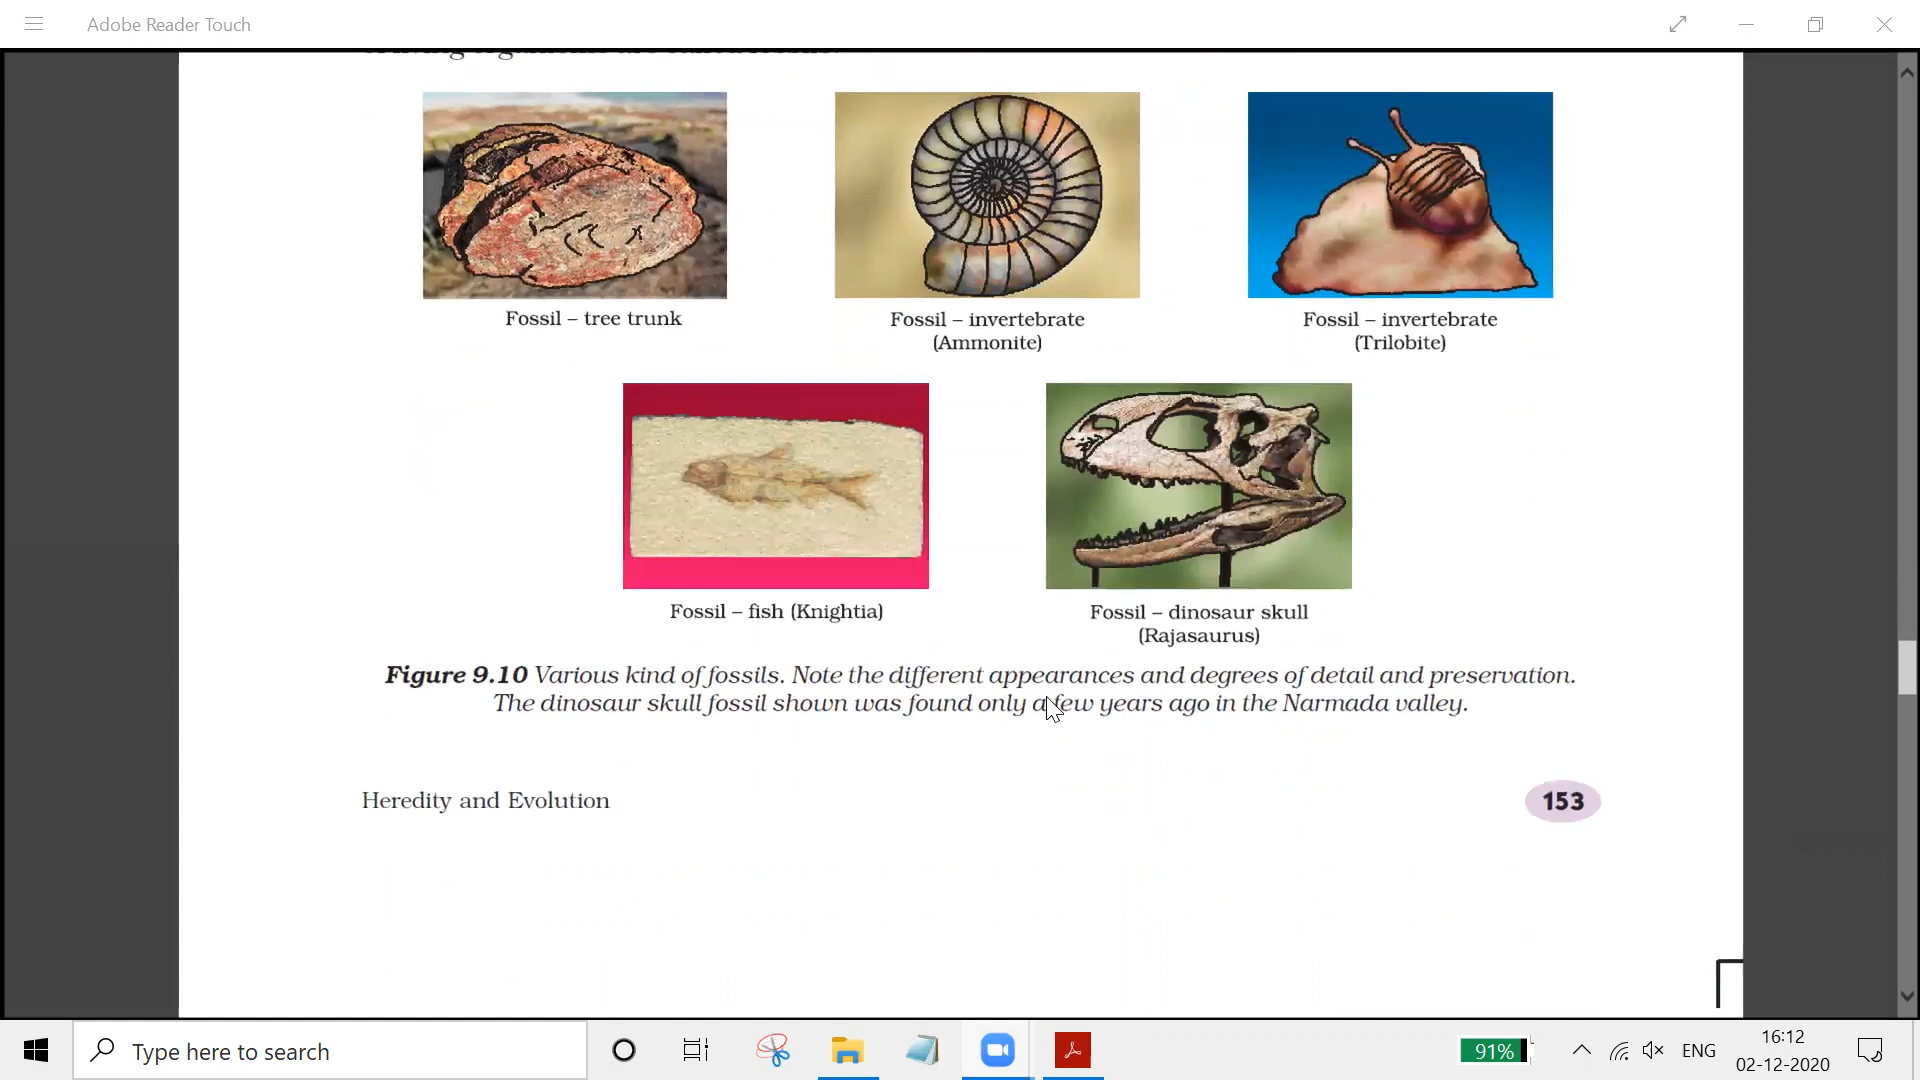 Adobe Reader Touch
Fossil – tree trunk
Fossil – invertebrate
(Ammonite)
Fossil – invertebrate
(Trilobite)
Fossil – fish (Knightia)
Fossil – dinosaur skull
(Rajasaurus)
Figure 9.10 Various kind of fossils. Note the different appearances and degrees of detail and preservation.
The dinosaur skull fossil shown was found only a few years ago in the Narmada valley.
Heredity and Evolution
153
Type here to search
91%
ENG
16:12
02-12-2020